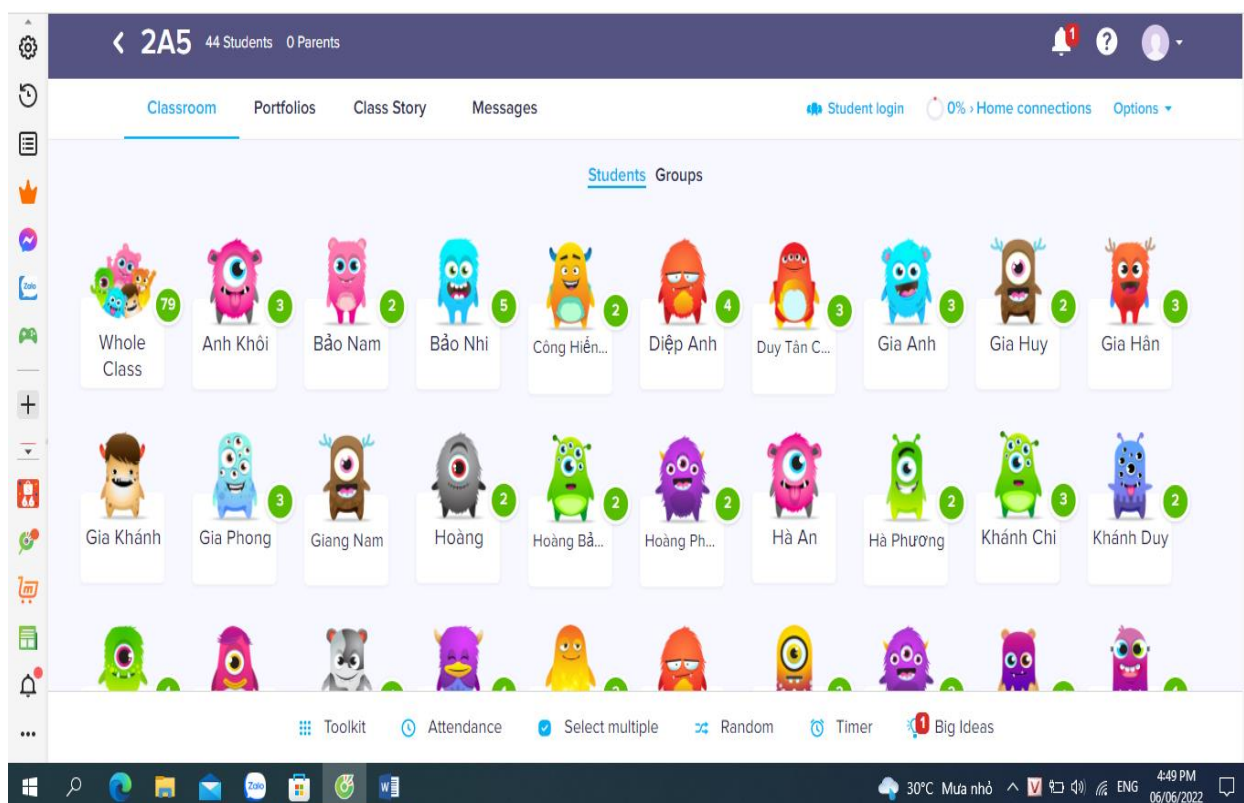 2A5 44 Students 0 Parents 1
Classroom Portfolios Class Story Messages Student login 0% › Home connections Options
Students Groups
Zalo
79 3 2 5 2 4 3 3 2 3
Whole Class Anh Khôi Bảo Nam Bảo Nhi Công Hiển... Diệp Anh Duy Tân C... Gia Anh Gia Huy Gia Hân
3 2 2 2 2 3 2
Gia Khánh Gia Phong Giang Nam Hoàng Hoàng Bả... Hoàng Ph... Hà An Hà Phương Khánh Chi Khánh Duy
Toolkit Attendance Select multiple Random Timer 1 Big Ideas
Zalo W 30°C Mưa nhỏ V ENG 4:49 PM
06/06/2022